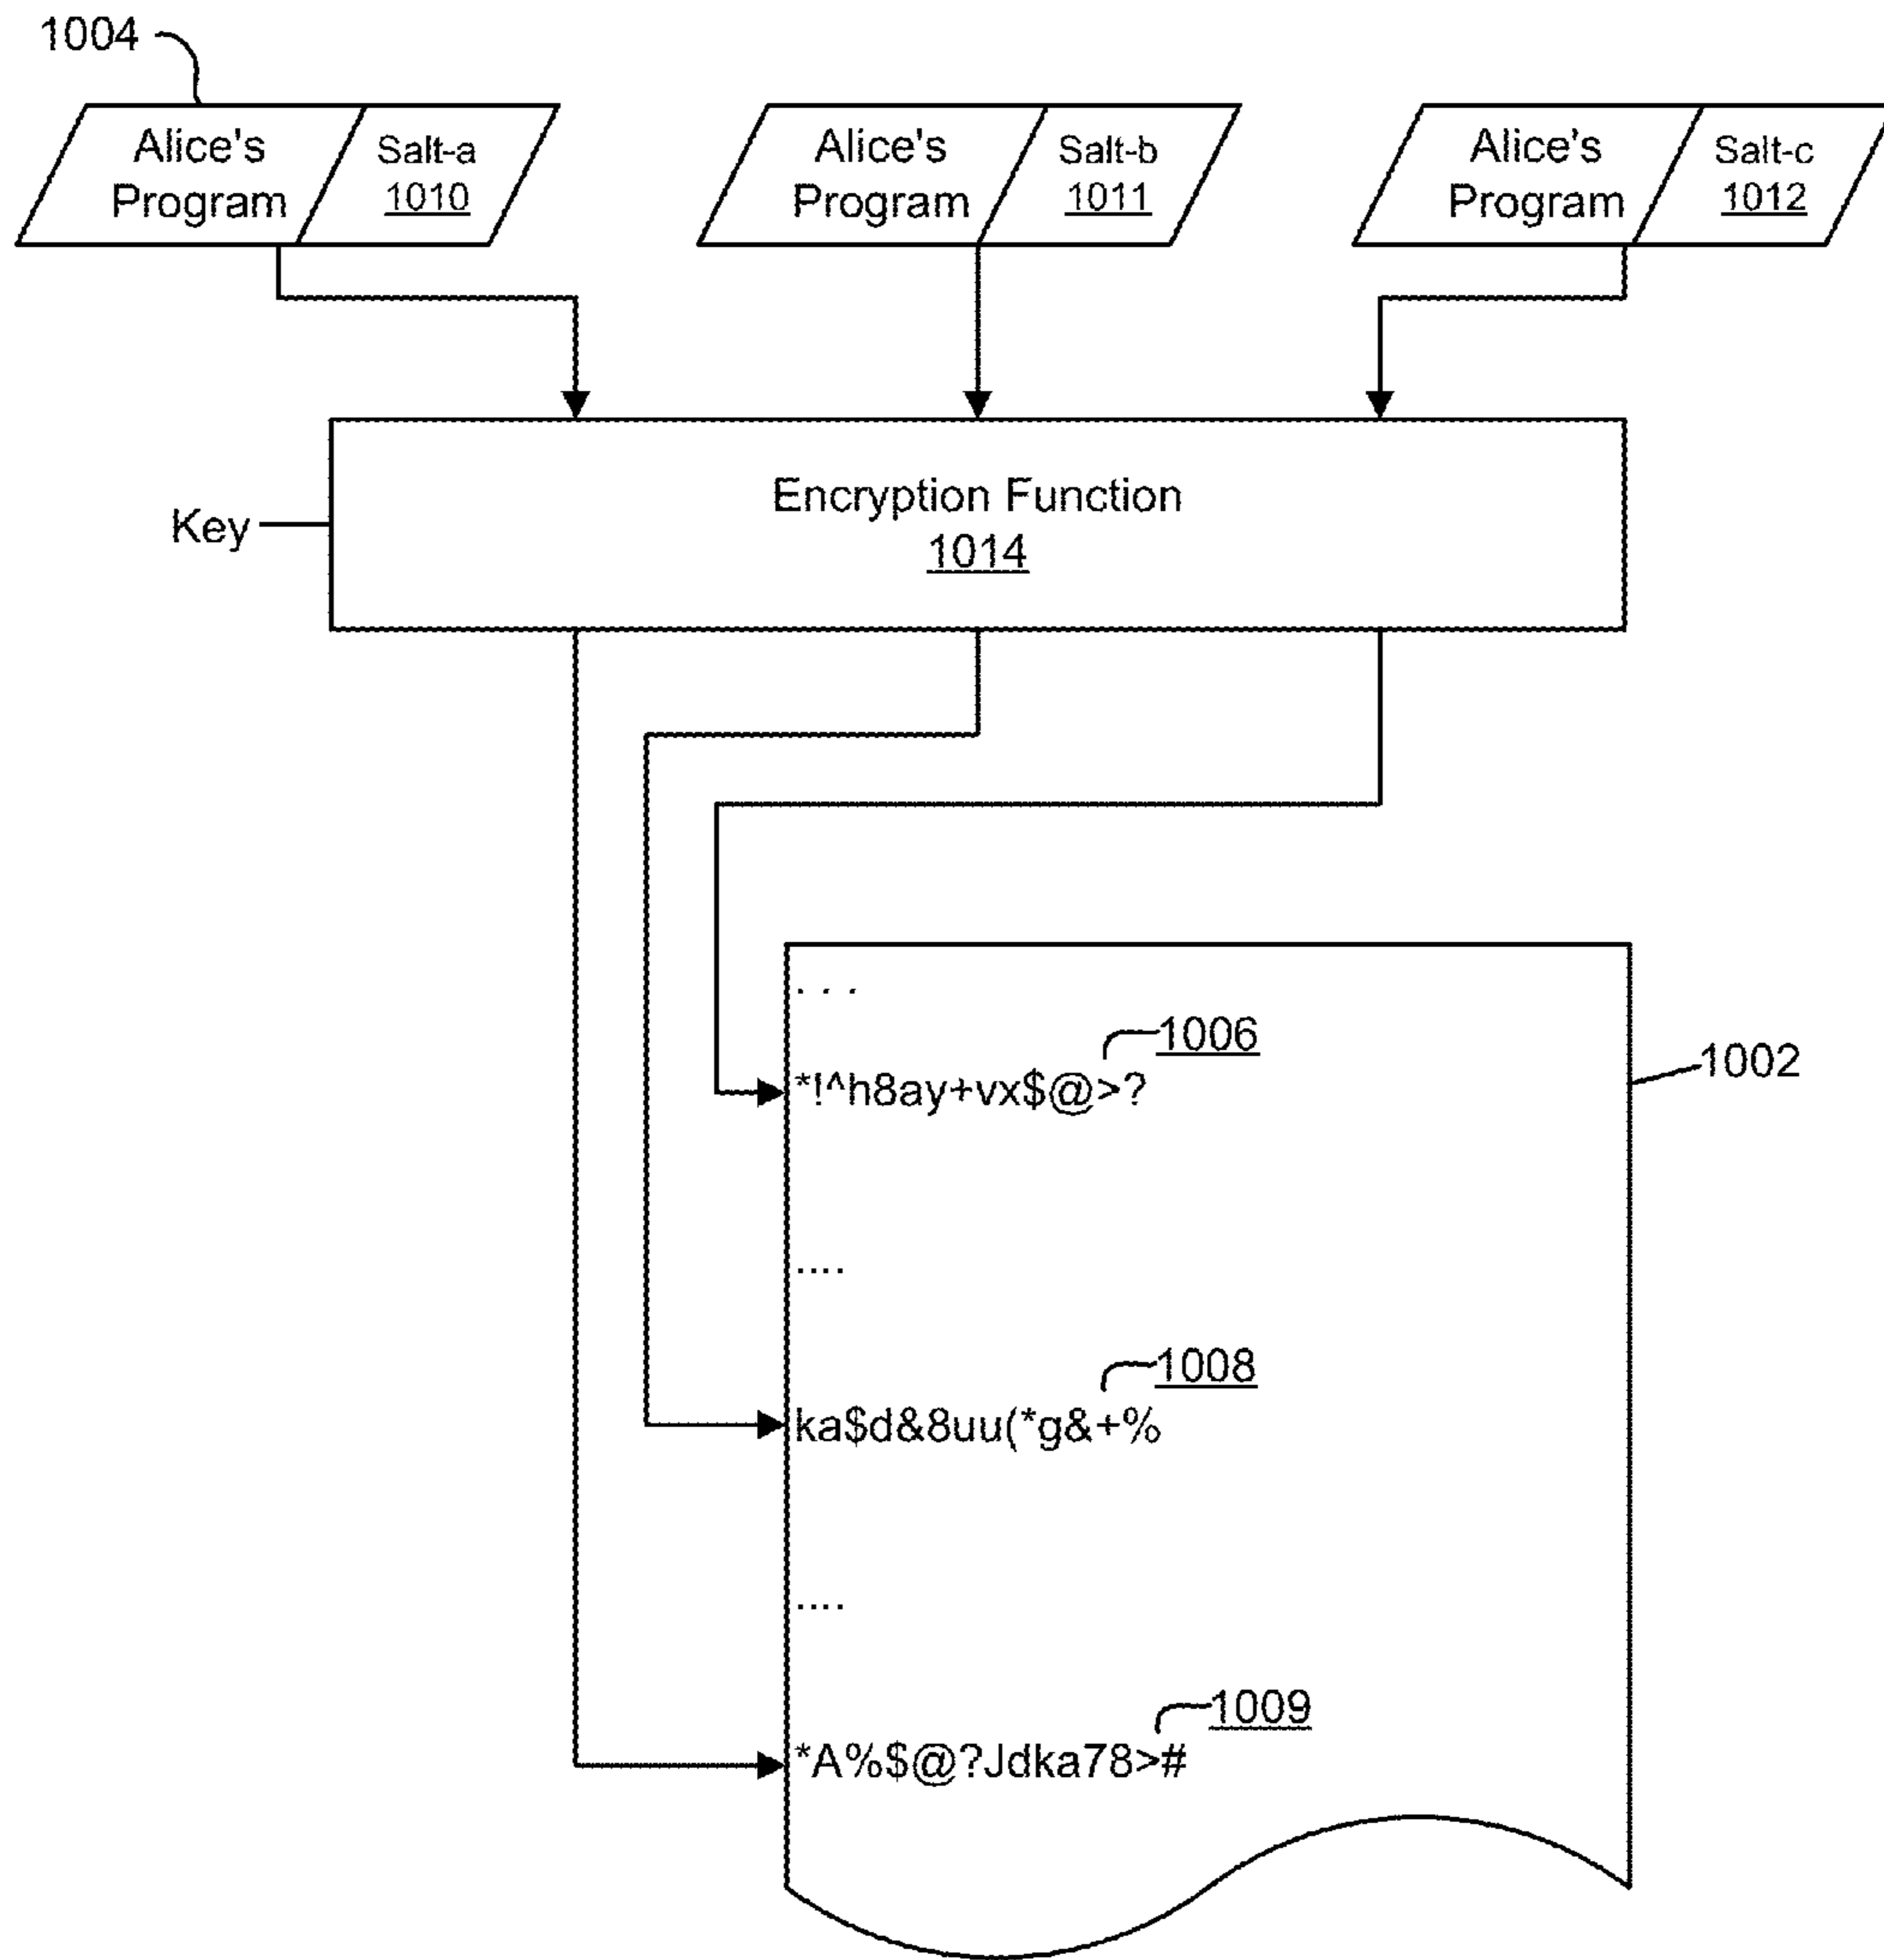 1004
Alice's
Program
Salt-a
1010
Alice's
Program
Salt-b
1011
Alice's
Program
Salt-c
1012
Key
Encryption Function
1014
. . .
1006
*!^h8ay+vx$@>?
1002
....
1008
ka$d&8uu(*g&+%
....
1009
*A%$@?Jdka78>#